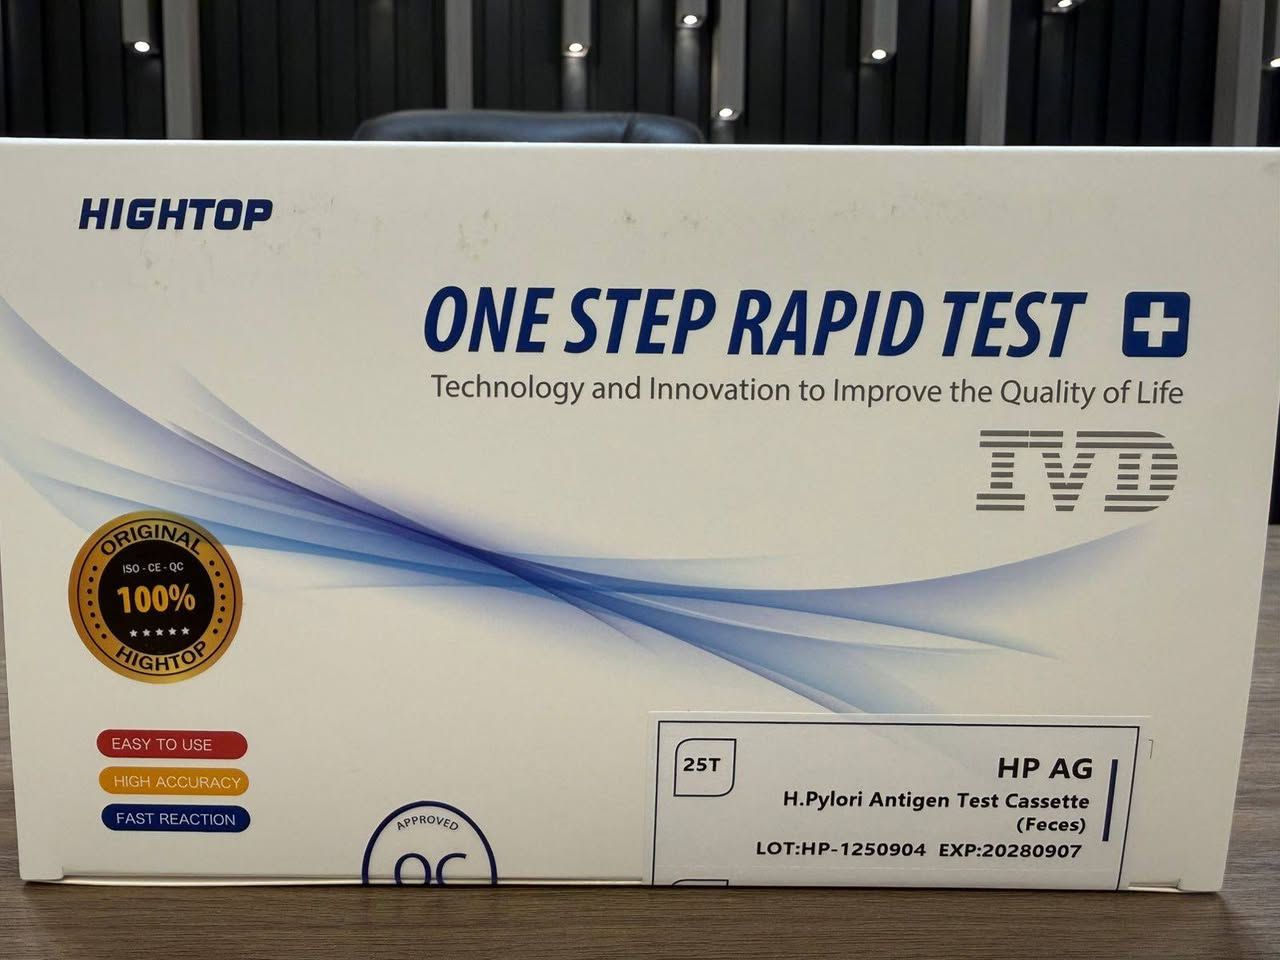 HIGHTOP
ONE STEP RAPID TEST
Technology and Innovation to Improve the Quality of Life
IVD
ORIGINAL
ISO - CE - QC
100%
HIGHTOP
EASY TO USE
HIGH ACCURACY
FAST REACTION
APPROVED
QC
25T
HP AG
H.Pylori Antigen Test Cassette
(Feces)
LOT:HP-1250904 EXP:20280907